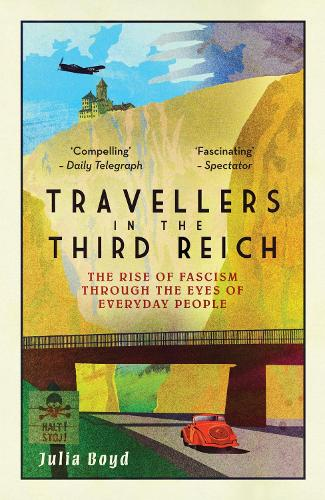 ‘Compelling’
– Daily Telegraph
‘Fascinating’
– Spectator
TRAVELLERS
IN THE
THIRD REICH
THE RISE OF FASCISM
THROUGH THE EYES OF
EVERYDAY PEOPLE
HALT!
STOJ!
Julia Boyd